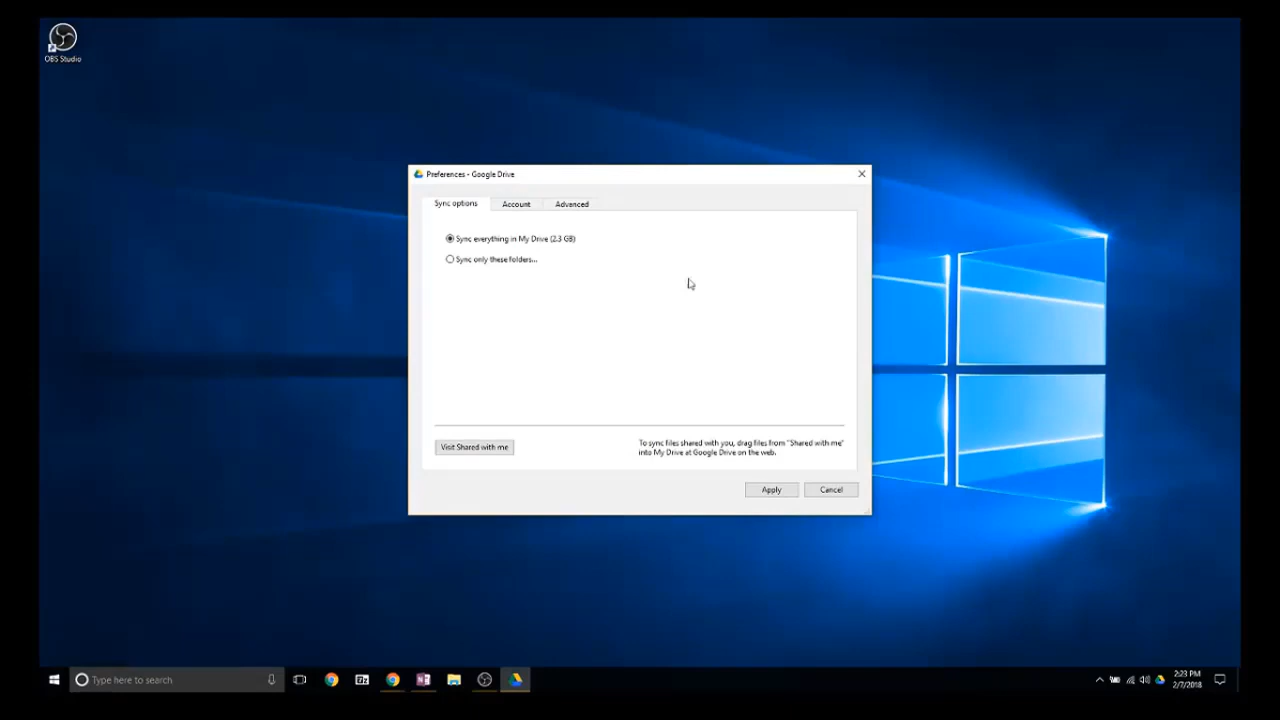 OBS Studio
Preferences - Google Drive
Sync options
Account
Advanced
Sync everything in My Drive (2.3 GB)
Sync only these folders...
Visit Shared with me
To sync files shared with you, drag files from "Shared with me"
into My Drive at Google Drive on the web.
Apply
Cancel
Type here to search
2:23 PM
2/7/2018